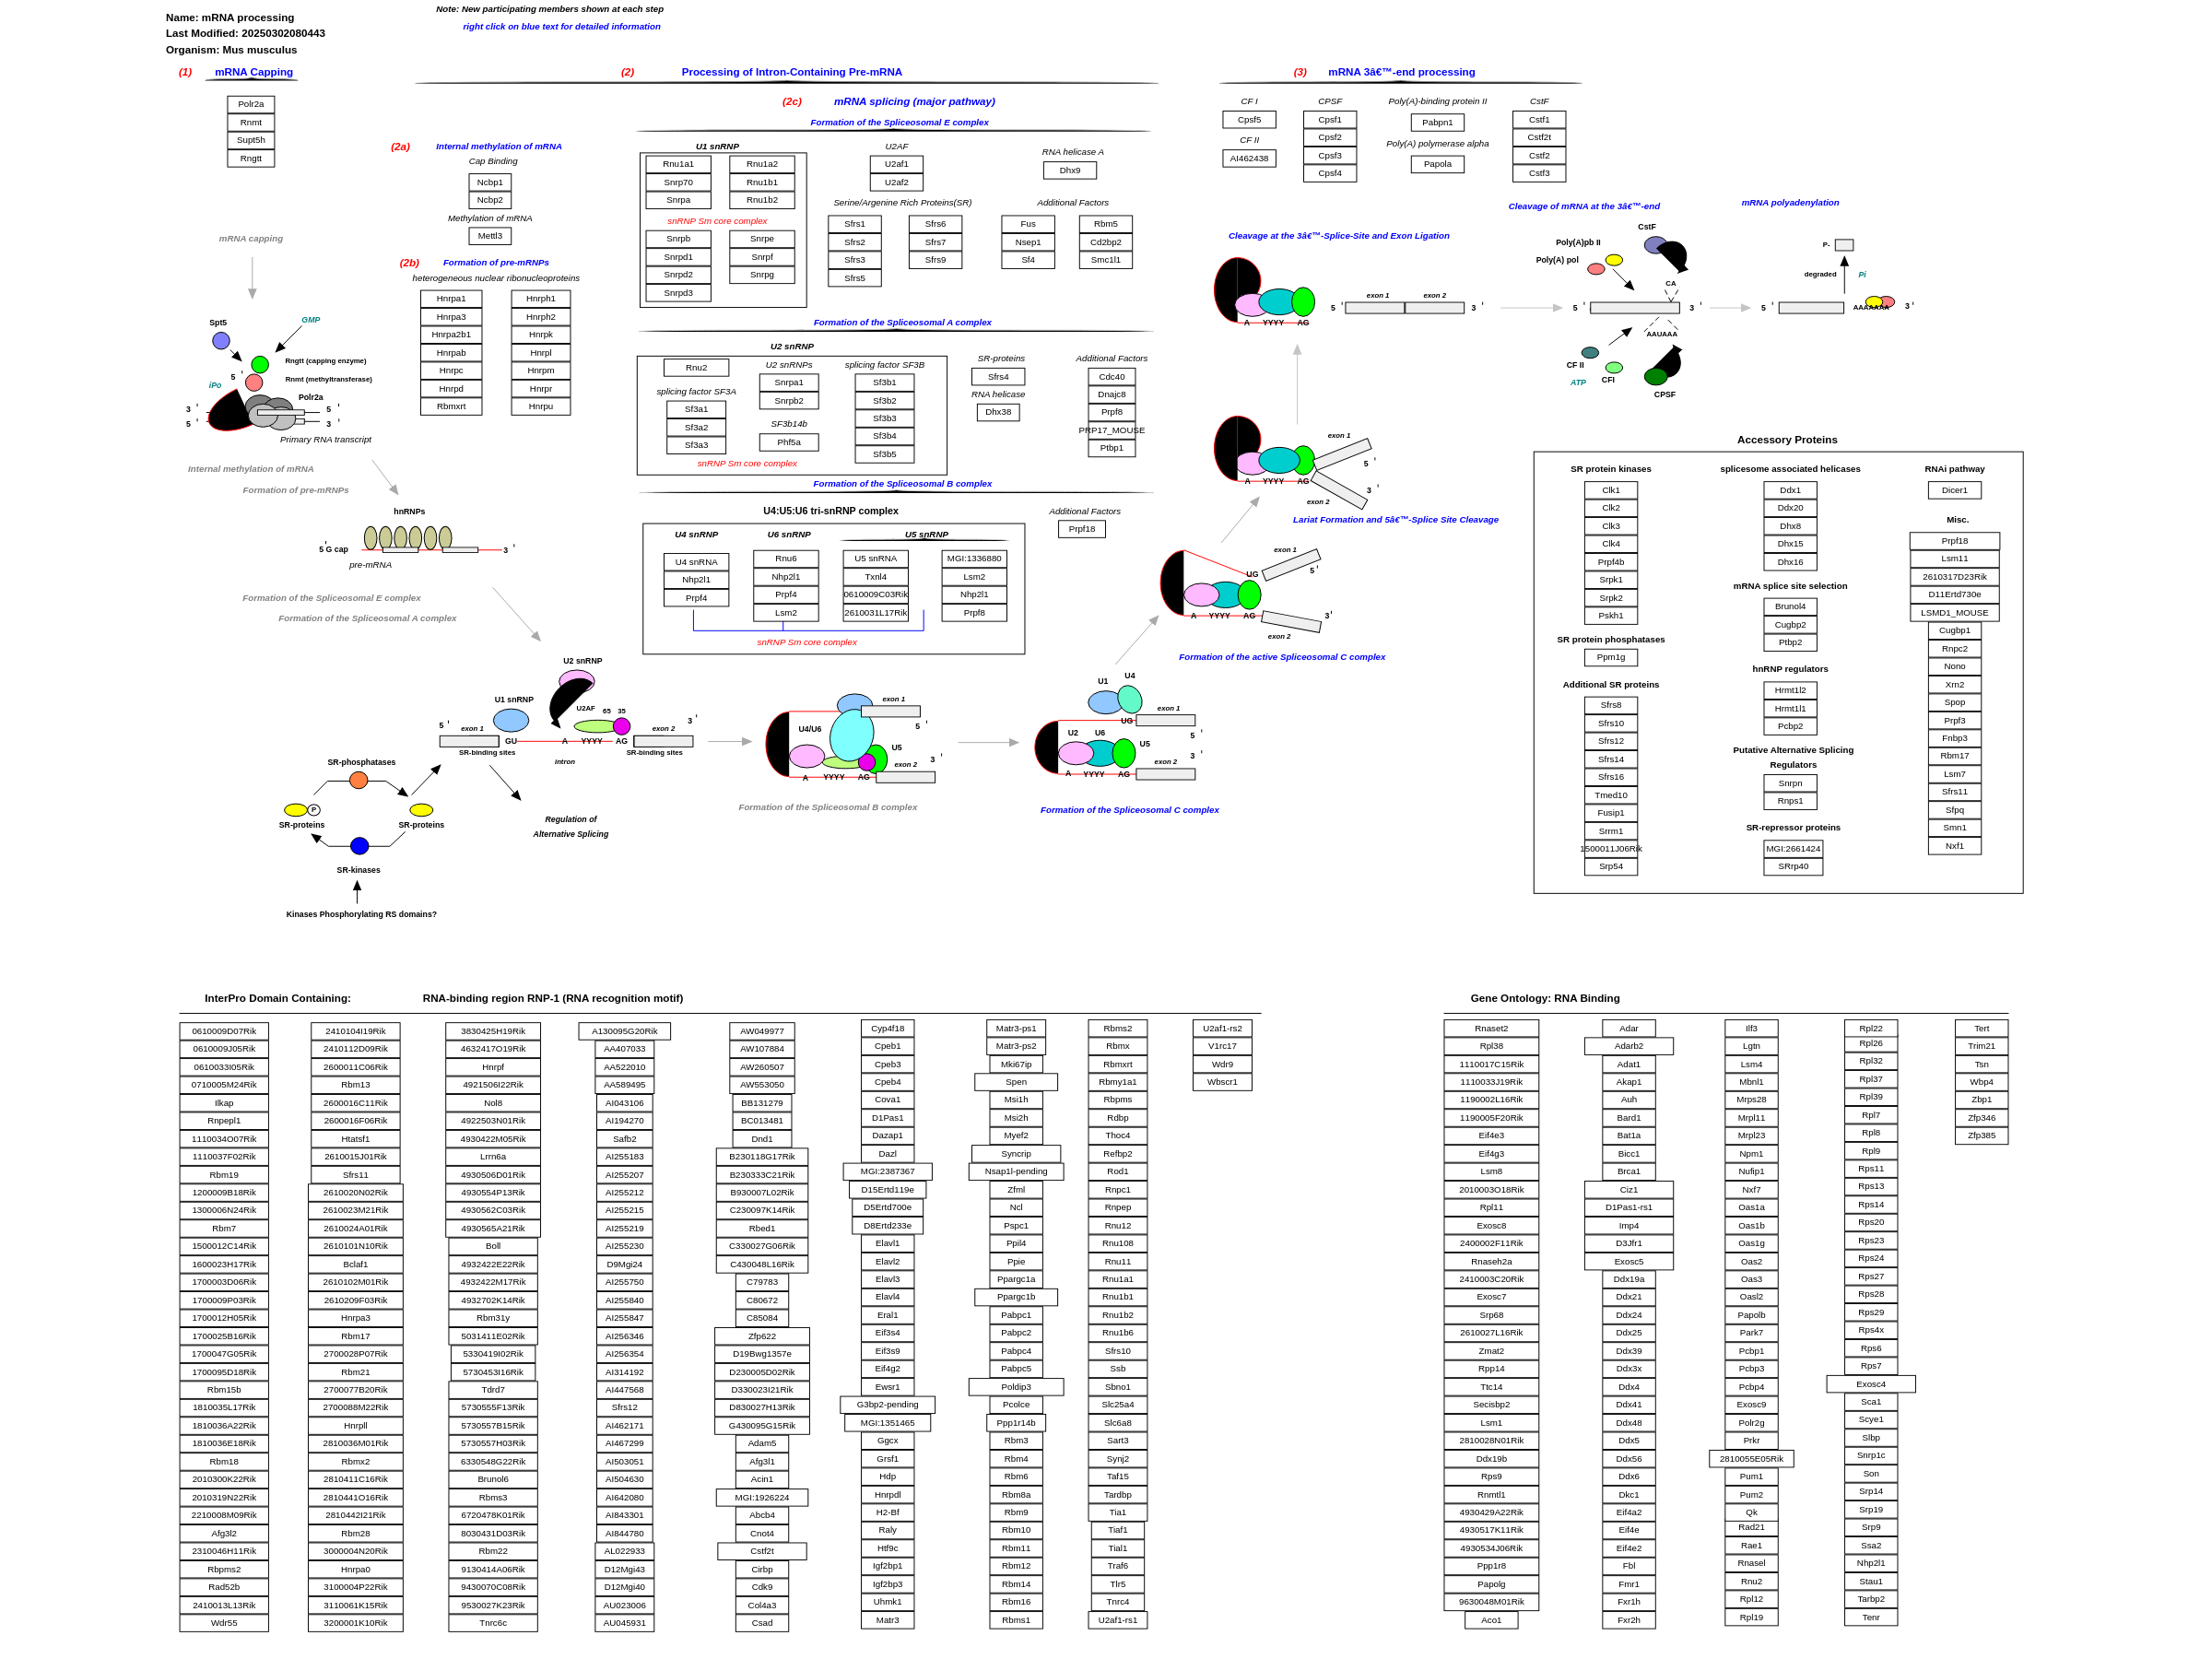 Name: mRNA processing
Last Modified: 20250302080443
Organism: Mus musculus
Note: New participating members shown at each step
right click on blue text for detailed information
(1) mRNA Capping
Polr2a
Rnmt
Supt5h
Rngtt
mRNA capping
Spt5
GMP
Rngtt (capping enzyme)
5 '
Rnmt (methyltransferase)
iPo
Polr2a
3 ' 5 '
5 ' 3 '
Primary RNA transcript
Internal methylation of mRNA
Formation of pre-mRNPs
hnRNPs
5 ' G cap 3 '
pre-mRNA
Formation of the Spliceosomal E complex
Formation of the Spliceosomal A complex
(2) Processing of Intron-Containing Pre-mRNA
(2a) Internal methylation of mRNA
Cap Binding
Ncbp1
Ncbp2
Methylation of mRNA
Mettl3
(2b) Formation of pre-mRNPs
heterogeneous nuclear ribonucleoproteins
Hnrpa1 Hnrph1
Hnrpa3 Hnrph2
Hnrpa2b1 Hnrpk
Hnrpab Hnrpl
Hnrpc Hnrpm
Hnrpd Hnrpr
Rbmxrt Hnrpu
(2c) mRNA splicing (major pathway)
Formation of the Spliceosomal E complex
U1 snRNP
Rnu1a1 Rnu1a2
Snrp70 Rnu1b1
Snrpa Rnu1b2
snRNP Sm core complex
Snrpb Snrpe
Snrpd1 Snrpf
Snrpd2 Snrpg
Snrpd3
U2AF
U2af1
U2af2
RNA helicase A
Dhx9
Serine/Argenine Rich Proteins(SR)
Sfrs1 Sfrs6
Sfrs2 Sfrs7
Sfrs3 Sfrs9
Sfrs5
Additional Factors
Fus Rbm5
Nsep1 Cd2bp2
Sf4 Smc1l1
Formation of the Spliceosomal A complex
U2 snRNP
Rnu2
splicing factor SF3A
Sf3a1
Sf3a2
Sf3a3
U2 snRNPs
Snrpa1
Snrpb2
SF3b14b
Phf5a
splicing factor SF3B
Sf3b1
Sf3b2
Sf3b3
Sf3b4
Sf3b5
snRNP Sm core complex
SR-proteins
Sfrs4
RNA helicase
Dhx38
Additional Factors
Cdc40
Dnajc8
Prpf8
PRP17_MOUSE
Ptbp1
Formation of the Spliceosomal B complex
U4:U5:U6 tri-snRNP complex
U4 snRNP U6 snRNP U5 snRNP
U4 snRNA
Nhp2l1
Prpf4
Rnu6
Nhp2l1
Prpf4
Lsm2
U5 snRNA MGI:1336880
Txnl4 Lsm2
0610009C03Rik Nhp2l1
2610031L17Rik Prpf8
snRNP Sm core complex
Additional Factors
Prpf18
U2 snRNP
U1 snRNP
U2AF 65 35
5 ' exon 1 exon 2 3 '
GU A YYYY AG
SR-binding sites SR-binding sites
intron
SR-phosphatases
P
SR-proteins SR-proteins
SR-kinases
Kinases Phosphorylating RS domains?
Regulation of
Alternative Splicing
exon 1
5 '
U4/U6
U5
exon 2 3 '
A YYYY AG
Formation of the Spliceosomal B complex
U1 U4
exon 1
UG
5 '
U2 U6 U5
3 '
exon 2
A YYYY AG
Formation of the Spliceosomal C complex
exon 1
UG 5 '
A YYYY AG 3 '
exon 2
Formation of the active Spliceosomal C complex
exon 1
5 '
A YYYY AG 3 '
exon 2
Lariat Formation and 5â€™-Splice Site Cleavage
Cleavage at the 3â€™-Splice-Site and Exon Ligation
exon 1 exon 2
5 ' 3 '
A YYYY AG
(3) mRNA 3â€™-end processing
CF I
Cpsf5
CF II
AI462438
CPSF
Cpsf1
Cpsf2
Cpsf3
Cpsf4
Poly(A)-binding protein II
Pabpn1
Poly(A) polymerse alpha
Papola
CstF
Cstf1
Cstf2t
Cstf2
Cstf3
Cleavage of mRNA at the 3â€™-end
CstF
Poly(A)pb II
Poly(A) pol
CA
5 ' 3 '
AAUAAA
CF II
ATP CFI
CPSF
mRNA polyadenylation
P-
degraded Pi
5 ' AAAAAAA 3 '
Accessory Proteins
SR protein kinases
Clk1
Clk2
Clk3
Clk4
Prpf4b
Srpk1
Srpk2
Pskh1
SR protein phosphatases
Ppm1g
Additional SR proteins
Sfrs8
Sfrs10
Sfrs12
Sfrs14
Sfrs16
Tmed10
Fusip1
Srrm1
1500011J06Rik
Srp54
splicesome associated helicases
Ddx1
Ddx20
Dhx8
Dhx15
Dhx16
mRNA splice site selection
Brunol4
Cugbp2
Ptbp2
hnRNP regulators
Hrmt1l2
Hrmt1l1
Pcbp2
Putative Alternative Splicing
Regulators
Snrpn
Rnps1
SR-repressor proteins
MGI:2661424
SRrp40
RNAi pathway
Dicer1
Misc.
Prpf18
Lsm11
2610317D23Rik
D11Ertd730e
LSMD1_MOUSE
Cugbp1
Rnpc2
Nono
Xrn2
Spop
Prpf3
Fnbp3
Rbm17
Lsm7
Sfrs11
Sfpq
Smn1
Nxf1
InterPro Domain Containing: RNA-binding region RNP-1 (RNA recognition motif)
0610009D07Rik
0610009J05Rik
0610033I05Rik
0710005M24Rik
Ilkap
Rnpepl1
1110034O07Rik
1110037F02Rik
Rbm19
1200009B18Rik
1300006N24Rik
Rbm7
1500012C14Rik
1600023H17Rik
1700003D06Rik
1700009P03Rik
1700012H05Rik
1700025B16Rik
1700047G05Rik
1700095D18Rik
Rbm15b
1810035L17Rik
1810036A22Rik
1810036E18Rik
Rbm18
2010300K22Rik
2010319N22Rik
2210008M09Rik
Afg3l2
2310046H11Rik
Rbpms2
Rad52b
2410013L13Rik
Wdr55
2410104I19Rik
2410112D09Rik
2600011C06Rik
Rbm13
2600016C11Rik
2600016F06Rik
Htatsf1
2610015J01Rik
Sfrs11
2610020N02Rik
2610023M21Rik
2610024A01Rik
2610101N10Rik
Bclaf1
2610102M01Rik
2610209F03Rik
Hnrpa3
Rbm17
2700028P07Rik
Rbm21
2700077B20Rik
2700088M22Rik
Hnrpll
2810036M01Rik
Rbmx2
2810411C16Rik
2810441O16Rik
2810442I21Rik
Rbm28
3000004N20Rik
Hnrpa0
3100004P22Rik
3110061K15Rik
3200001K10Rik
3830425H19Rik
4632417O19Rik
Hnrpf
4921506I22Rik
Nol8
4922503N01Rik
4930422M05Rik
Lrrn6a
4930506D01Rik
4930554P13Rik
4930562C03Rik
4930565A21Rik
Boll
4932422E22Rik
4932422M17Rik
4932702K14Rik
Rbm31y
5031411E02Rik
5330419I02Rik
5730453I16Rik
Tdrd7
5730555F13Rik
5730557B15Rik
5730557H03Rik
6330548G22Rik
Brunol6
Rbms3
6720478K01Rik
8030431D03Rik
Rbm22
9130414A06Rik
9430070C08Rik
9530027K23Rik
Tnrc6c
A130095G20Rik
AA407033
AA522010
AA589495
AI043106
AI194270
Safb2
AI255183
AI255207
AI255212
AI255215
AI255219
AI255230
D9Mgi24
AI255750
AI255840
AI255847
AI256346
AI256354
AI314192
AI447568
Sfrs12
AI462171
AI467299
AI503051
AI504630
AI642080
AI843301
AI844780
AL022933
D12Mgi43
D12Mgi40
AU023006
AU045931
AW049977
AW107884
AW260507
AW553050
BB131279
BC013481
Dnd1
B230118G17Rik
B230333C21Rik
B930007L02Rik
C230097K14Rik
Rbed1
C330027G06Rik
C430048L16Rik
C79783
C80672
C85084
Zfp622
D19Bwg1357e
D230005D02Rik
D330023I21Rik
D830027H13Rik
G430095G15Rik
Adam5
Afg3l1
Acin1
MGI:1926224
Abcb4
Cnot4
Cstf2t
Cirbp
Cdk9
Col4a3
Csad
Cyp4f18
Cpeb1
Cpeb3
Cpeb4
Cova1
D1Pas1
Dazap1
Dazl
MGI:2387367
D15Ertd119e
D5Ertd700e
D8Ertd233e
Elavl1
Elavl2
Elavl3
Elavl4
Eral1
Eif3s4
Eif3s9
Eif4g2
Ewsr1
G3bp2-pending
MGI:1351465
Ggcx
Grsf1
Hdp
Hnrpdl
H2-Bf
Raly
Htf9c
Igf2bp1
Igf2bp3
Uhmk1
Matr3
Matr3-ps1
Matr3-ps2
Mki67ip
Spen
Msi1h
Msi2h
Myef2
Syncrip
Nsap1l-pending
Zfml
Ncl
Pspc1
Ppil4
Ppie
Ppargc1a
Ppargc1b
Pabpc1
Pabpc2
Pabpc4
Pabpc5
Poldip3
Pcolce
Ppp1r14b
Rbm3
Rbm4
Rbm6
Rbm8a
Rbm9
Rbm10
Rbm11
Rbm12
Rbm14
Rbm16
Rbms1
Rbms2
Rbmx
Rbmxrt
Rbmy1a1
Rbpms
Rdbp
Thoc4
Refbp2
Rod1
Rnpc1
Rnpep
Rnu12
Rnu108
Rnu11
Rnu1a1
Rnu1b1
Rnu1b2
Rnu1b6
Sfrs10
Ssb
Sbno1
Slc25a4
Slc6a8
Sart3
Synj2
Taf15
Tardbp
Tia1
Tiaf1
Tial1
Traf6
Tlr5
Tnrc4
U2af1-rs1
U2af1-rs2
V1rc17
Wdr9
Wbscr1
Gene Ontology: RNA Binding
Rnaset2
Rpl38
1110017C15Rik
1110033J19Rik
1190002L16Rik
1190005F20Rik
Eif4e3
Eif4g3
Lsm8
2010003O18Rik
Rpl11
Exosc8
2400002F11Rik
Rnaseh2a
2410003C20Rik
Exosc7
Srp68
2610027L16Rik
Zmat2
Rpp14
Ttc14
Secisbp2
Lsm1
2810028N01Rik
Ddx19b
Rps9
Rnmtl1
4930429A22Rik
4930517K11Rik
4930534J06Rik
Ppp1r8
Papolg
9630048M01Rik
Aco1
Adar
Adarb2
Adat1
Akap1
Auh
Bard1
Bat1a
Bicc1
Brca1
Ciz1
D1Pas1-rs1
Imp4
D3Jfr1
Exosc5
Ddx19a
Ddx21
Ddx24
Ddx25
Ddx39
Ddx3x
Ddx4
Ddx41
Ddx48
Ddx5
Ddx56
Ddx6
Dkc1
Eif4a2
Eif4e
Eif4e2
Fbl
Fmr1
Fxr1h
Fxr2h
Ilf3
Lgtn
Lsm4
Mbnl1
Mrps28
Mrpl11
Mrpl23
Npm1
Nufip1
Nxf7
Oas1a
Oas1b
Oas1g
Oas2
Oas3
Oasl2
Papolb
Park7
Pcbp1
Pcbp3
Pcbp4
Exosc9
Polr2g
Prkr
2810055E05Rik
Pum1
Pum2
Qk
Rad21
Rae1
Rnasel
Rnu2
Rpl12
Rpl19
Rpl22
Rpl26
Rpl32
Rpl37
Rpl39
Rpl7
Rpl8
Rpl9
Rps11
Rps13
Rps14
Rps20
Rps23
Rps24
Rps27
Rps28
Rps29
Rps4x
Rps6
Rps7
Exosc4
Sca1
Scye1
Slbp
Snrp1c
Son
Srp14
Srp19
Srp9
Ssa2
Nhp2l1
Stau1
Tarbp2
Tenr
Tert
Trim21
Tsn
Wbp4
Zbp1
Zfp346
Zfp385